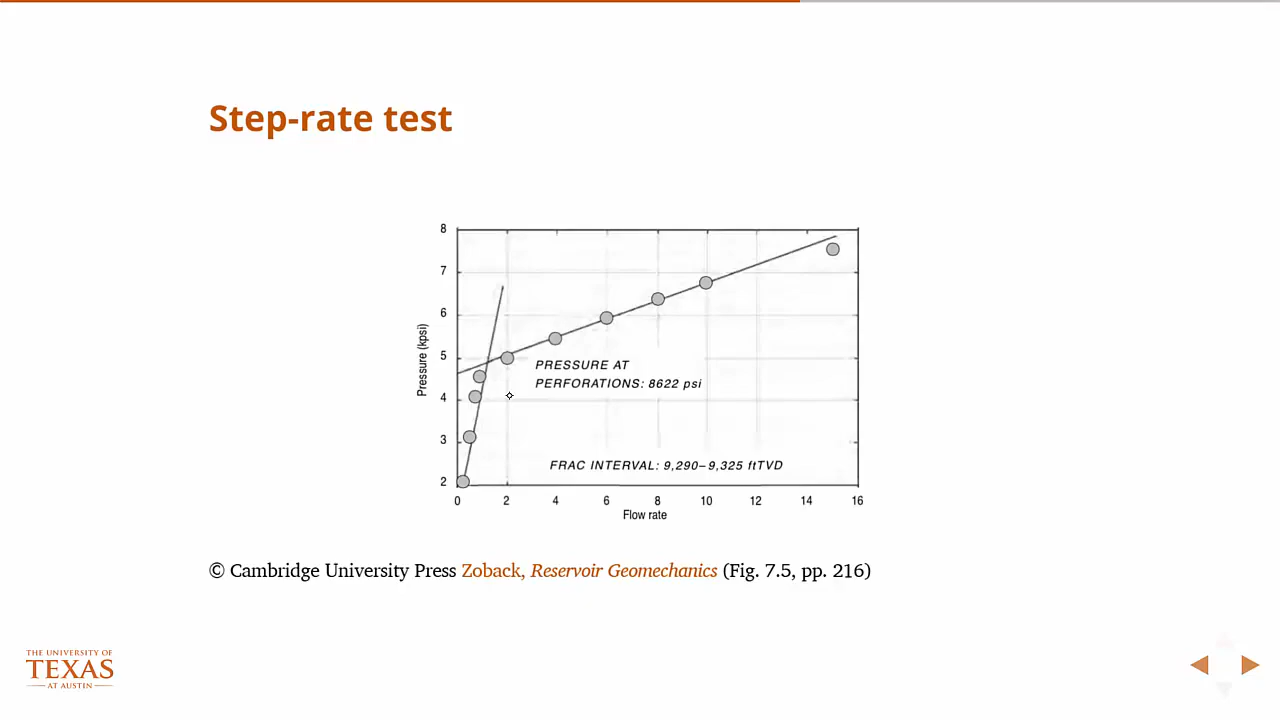 Step-rate test
8
7
6
5
4
3
2
Pressure (kpsi)
PRESSURE AT
PERFORATIONS: 8622 psi
FRAC INTERVAL: 9,290–9,325 ftTVD
0 2 4 6 8 10 12 14 16
Flow rate
© Cambridge University Press Zoback, Reservoir Geomechanics (Fig. 7.5, pp. 216)
THE UNIVERSITY OF
TEXAS
AT AUSTIN